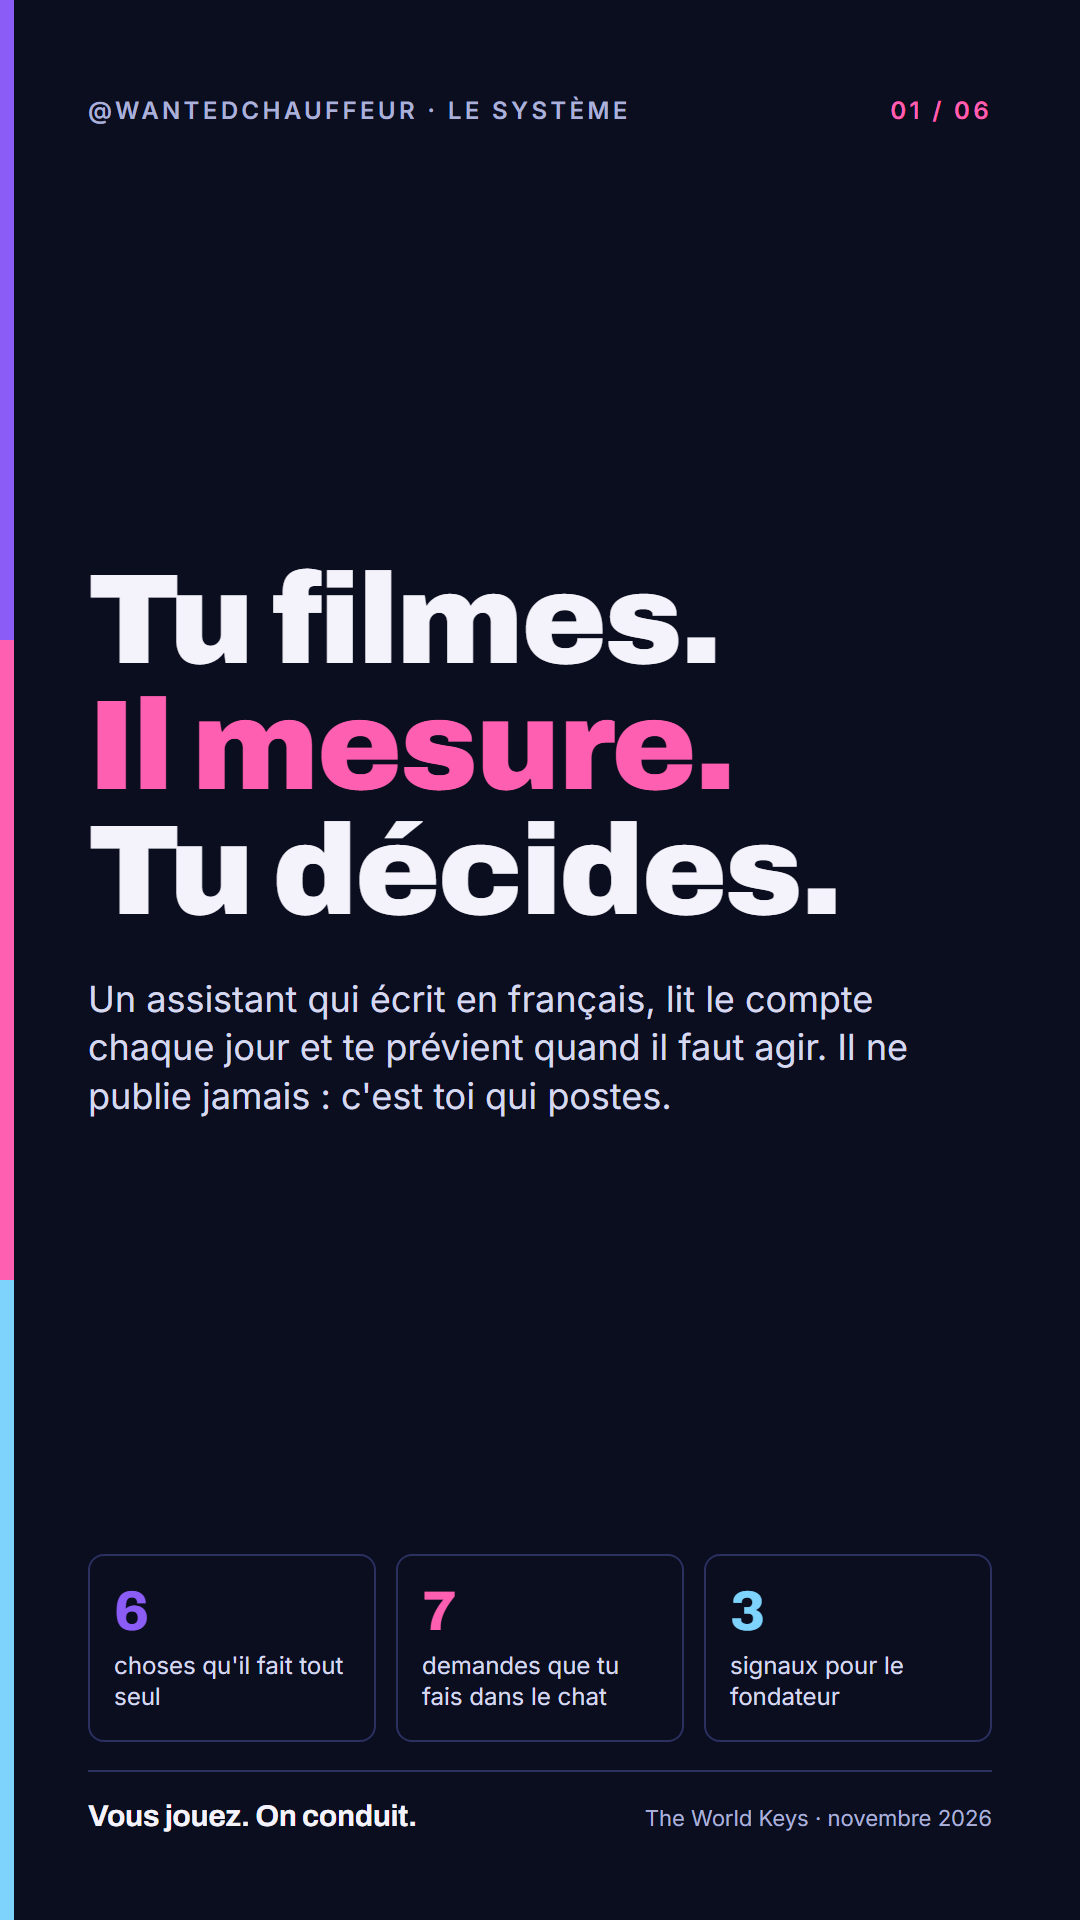 @WANTEDCHAUFFEUR · LE SYSTÈME
01 / 06
Tu filmes.
Il mesure.
Tu décides.
Un assistant qui écrit en français, lit le compte
chaque jour et te prévient quand il faut agir. Il ne
publie jamais : c'est toi qui postes.
6
choses qu'il fait tout
seul
7
demandes que tu
fais dans le chat
3
signaux pour le
fondateur
Vous jouez. On conduit.
The World Keys · novembre 2026